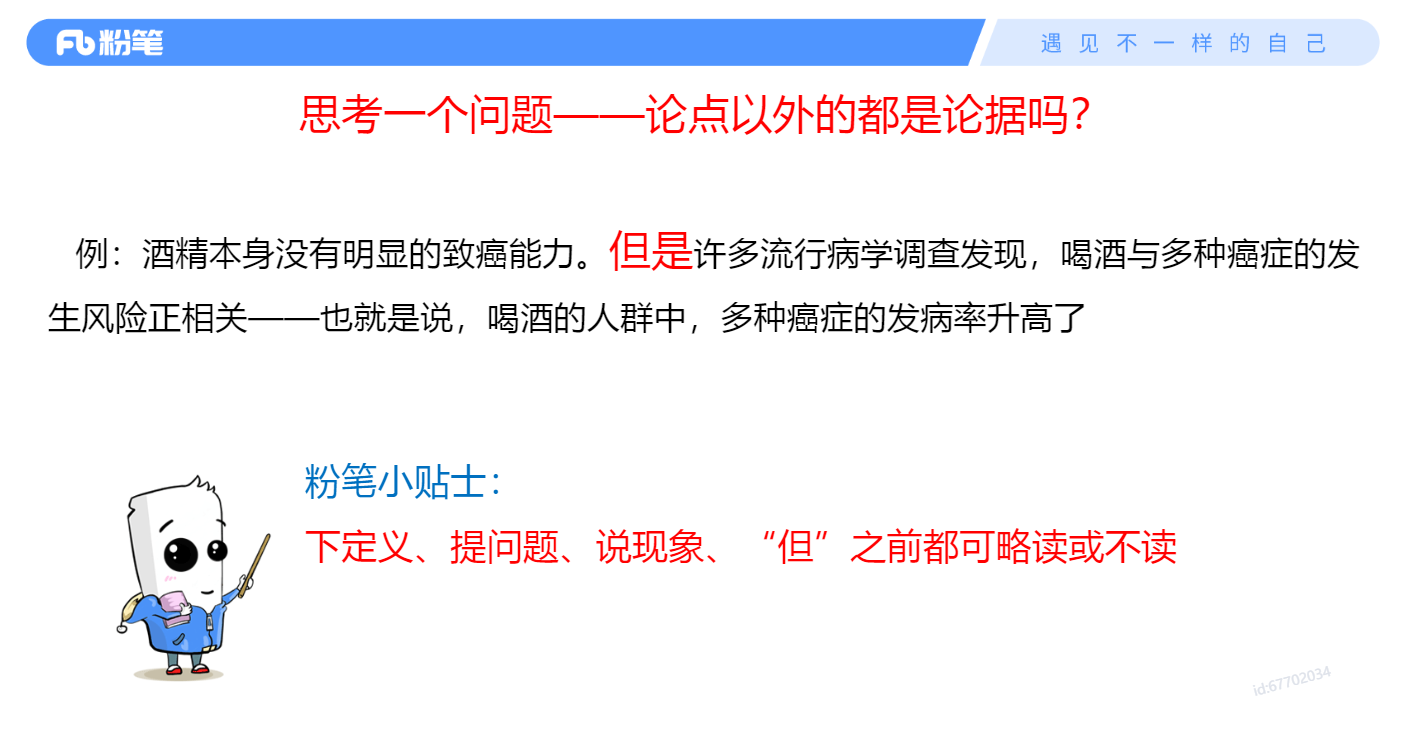 粉笔
遇见不一样的自己
思考一个问题——论点以外的都是论据吗？
例：酒精本身没有明显的致癌能力。但是许多流行病学调查发现，喝酒与多种癌症的发
生风险正相关——也就是说，喝酒的人群中，多种癌症的发病率升高了
粉笔小贴士：
下定义、提问题、说现象、“但”之前都可略读或不读
id:67702034